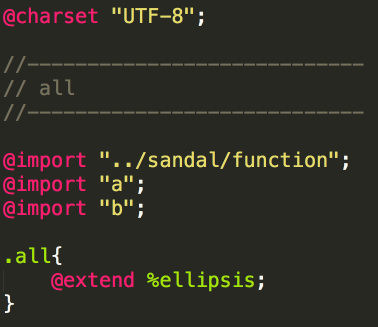 @charset "UTF-8";
//----------------------------
// all
//----------------------------
@import "../sandal/function";
@import "a";
@import "b";
.all{
    @extend %ellipsis;
}